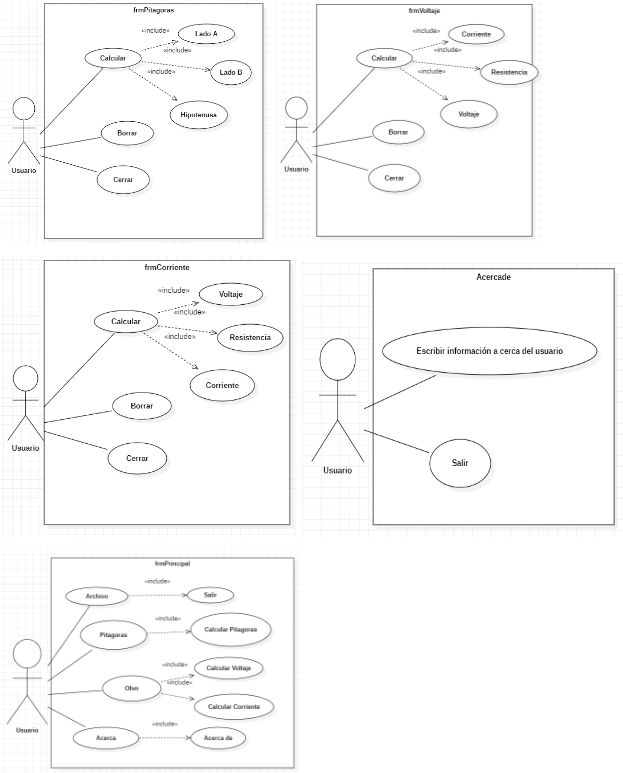 frmPitagoras
«include»
Lado A
«include»
Calcular
«include»
Lado B
Hipotenusa
Borrar
Cerrar
Usuario
frmVoltaje
«include»
Corriente
«include»
Calcular
«include»
Resistencia
Voltaje
Borrar
Cerrar
Usuario
frmCorriente
«include»
Voltaje
«include»
Calcular
«include»
Resistencia
Corriente
Borrar
Cerrar
Usuario
Acercade
Escribir información a cerca del usuario
Salir
Usuario
frmPrincipal
«include»
Archivo
Salir
«include»
Pitagoras
Calcular Pitagoras
«include»
Calcular Voltaje
«include»
Ohm
Calcular Corriente
«include»
Acerca
Acerca de
Usuario